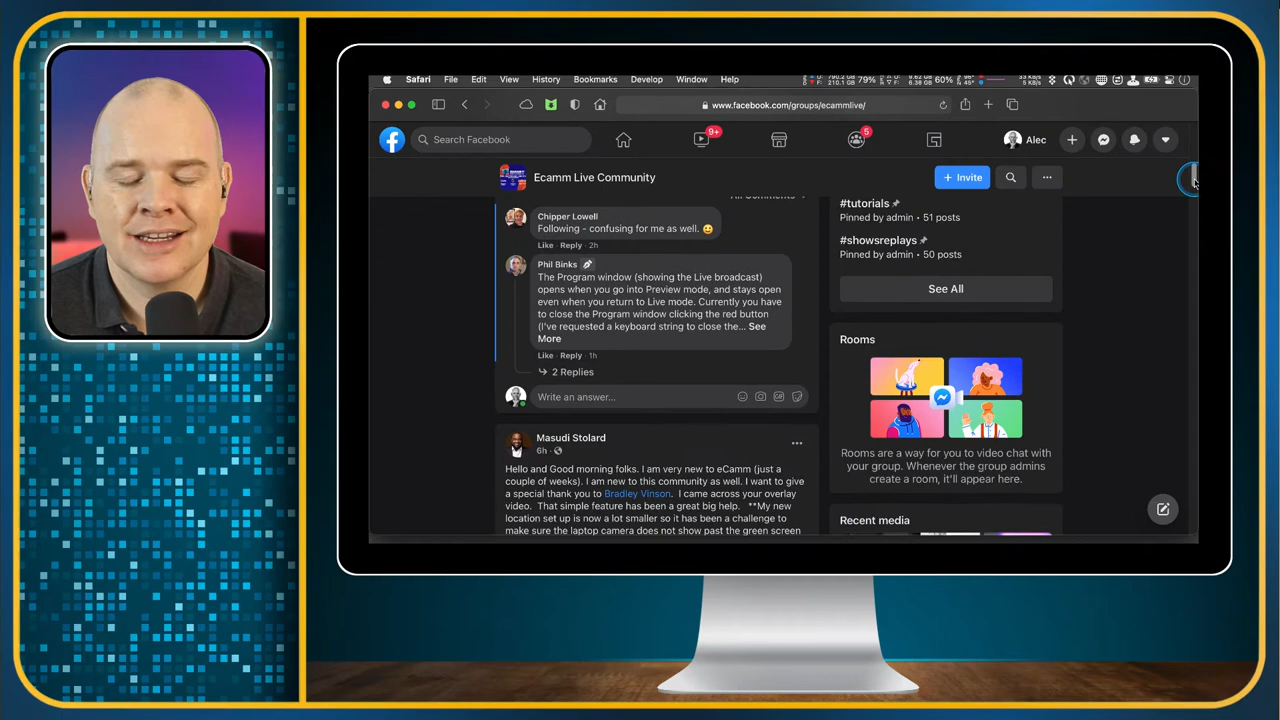 Safari File Edit View History Bookmarks Develop Window Help
79% 60%
www.facebook.com/groups/ecammlive/
Search Facebook
9+
5
Alec
Ecamm Live Community
+ Invite
Chipper Lowell
Following - confusing for me as well. 😀
Like · Reply · 2h
Phil Binks
The Program window (showing the Live broadcast)
opens when you go into Preview mode, and stays open
even when you return to Live mode. Currently you have
to close the Program window clicking the red button
(I've requested a keyboard string to close the... See
More
Like · Reply · 1h
2 Replies
Write an answer...
Masudi Stolard
6h
Hello and Good morning folks. I am very new to eCamm (just a
couple of weeks). I am new to this community as well. I want to give
a special thank you to Bradley Vinson. I came across your overlay
video. That simple feature has been a great big help. **My new
location set up is now a lot smaller so it has been a challenge to
make sure the laptop camera does not show past the green screen
#tutorials
Pinned by admin · 51 posts
#showsreplays
Pinned by admin · 50 posts
See All
Rooms
Rooms are a way for you to video chat with
your group. Whenever the group admins
create a room, it'll appear here.
Recent media